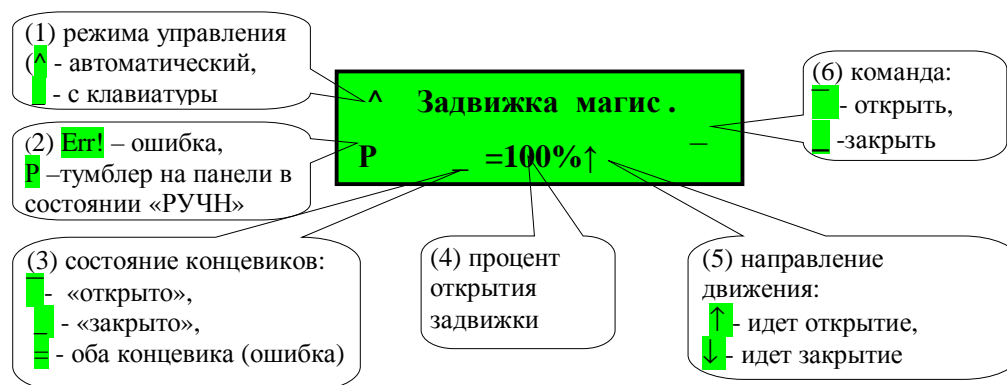 (1) режима управления
(^ - автоматический,
_ - с клавиатуры
(2) Err! – ошибка,
Р –тумблер на панели в
состоянии «РУЧН»
^ Задвижка магис .
Р _ =100%↑ ¯
(6) команда:
¯ - открыть,
_ -закрыть
(3) состояние концевиков:
¯ - «открыто»,
_ - «закрыто»,
= - оба концевика (ошибка)
(4) процент
открытия
задвижки
(5) направление
движения:
↑ - идет открытие,
↓ - идет закрытие